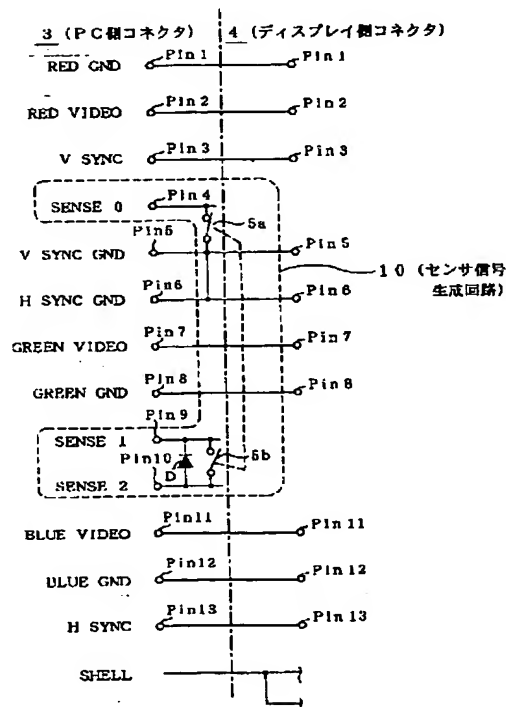 3 (PC側コネクタ) 4 (ディスプレイ側コネクタ)
RED GND Pin1 Pin1
RED VIDEO Pin2 Pin2
V SYNC Pin3 Pin3
SENSE 0 Pin4
5a
V SYNC GND Pin5 Pin5
10 (センサ信号
生成回路)
H SYNC GND Pin6 Pin6
GREEN VIDEO Pin7 Pin7
GREEN GND Pin8 Pin8
Pin9
SENSE 1
Pin10 5b
D
SENSE 2
BLUE VIDEO Pin11 Pin11
BLUE GND Pin12 Pin12
H SYNC Pin13 Pin13
SHELL